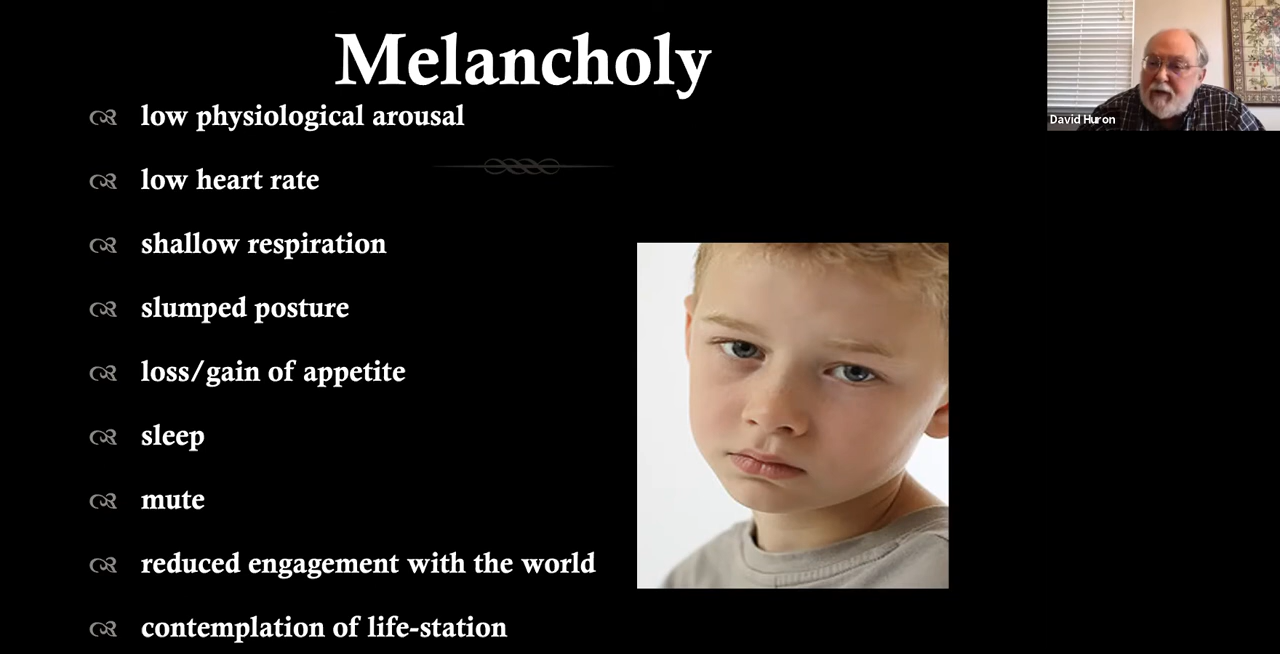 Melancholy
low physiological arousal
low heart rate
shallow respiration
slumped posture
loss/gain of appetite
sleep
mute
reduced engagement with the world
contemplation of life-station
David Huron